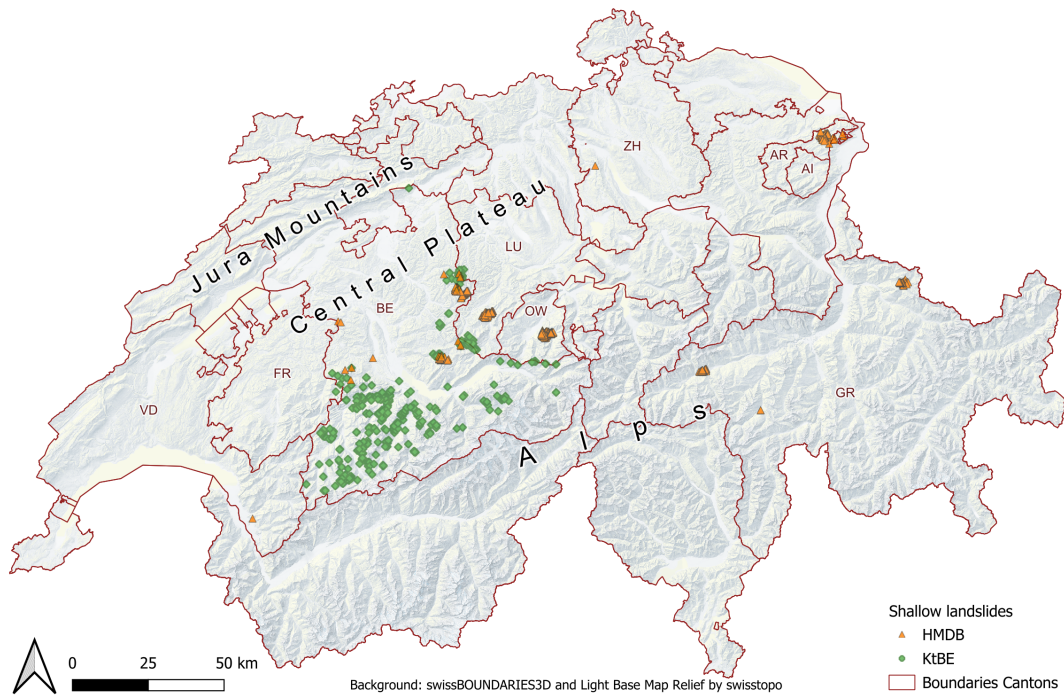 ZH
AR
AI
Jura Mountains
Central Plateau
LU
BE
OW
FR
VD
GR
Alps
Shallow landslides
HMDB
KtBE
Boundaries Cantons
0 25 50 km
Background: swissBOUNDARIES3D and Light Base Map Relief by swisstopo